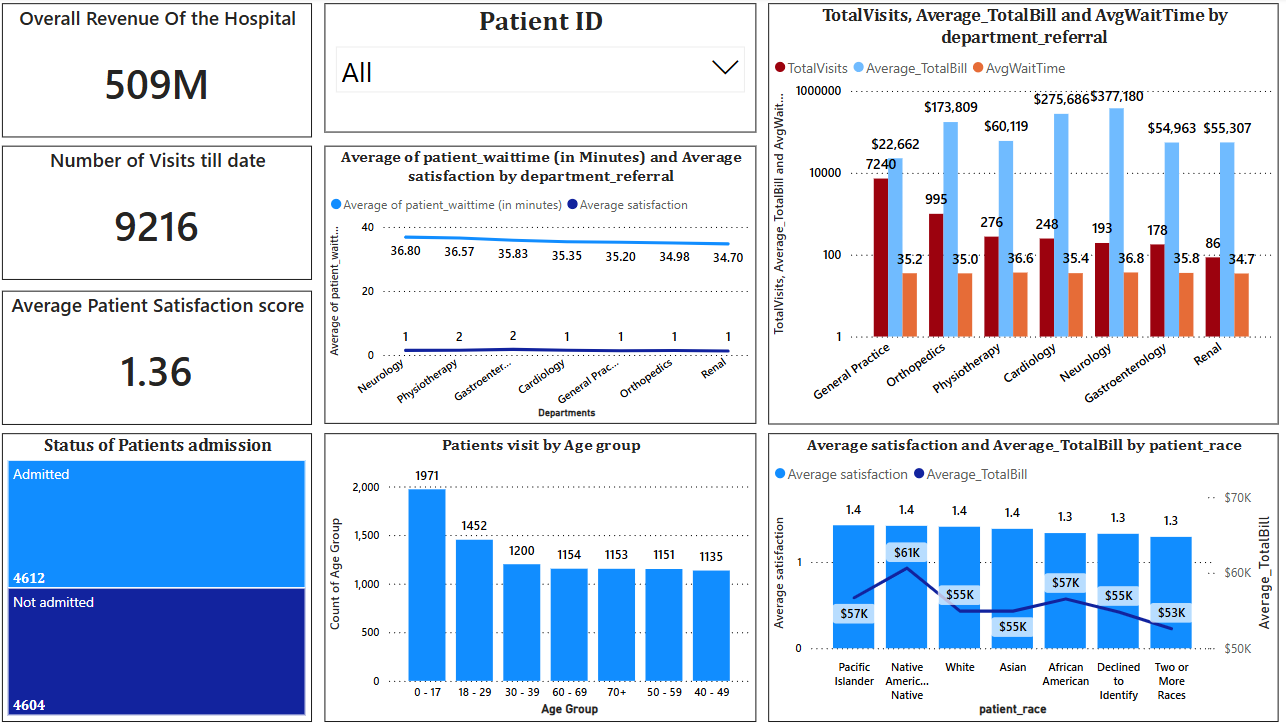 Overall Revenue Of the Hospital
509M
Number of Visits till date
9216
Average Patient Satisfaction score
1.36
Status of Patients admission
Admitted
4612
Not admitted
4604
Patient ID
All
Average of patient_waittime (in Minutes) and Average
satisfaction by department_referral
Average of patient_waittime (in minutes) Average satisfaction
Average of patient_waitt...
40
20
0
36.80 36.57 35.83 35.35 35.20 34.98 34.70
1 2 2 1 1 1 1
Neurology Physiotherapy Gastroenter... Cardiology General Prac... Orthopedics Renal
Departments
Patients visit by Age group
Count of Age Group
2,000
1,500
1,000
500
0
1971 1452 1200 1154 1153 1151 1135
0 - 17 18 - 29 30 - 39 60 - 69 70+ 50 - 59 40 - 49
Age Group
TotalVisits, Average_TotalBill and AvgWaitTime by
department_referral
TotalVisits Average_TotalBill AvgWaitTime
TotalVisits, Average_TotalBill and AvgWait...
1000000
10000
100
1
$22,662 $173,809 $60,119 $275,686 $377,180 $54,963 $55,307
7240 995 276 248 193 178 86
35.2 35.0 36.6 35.4 36.8 35.8 34.7
General Practice Orthopedics Physiotherapy Cardiology Neurology Gastroenterology Renal
Average satisfaction and Average_TotalBill by patient_race
Average satisfaction Average_TotalBill
Average satisfaction
1
0
1.4 1.4 1.4 1.4 1.3 1.3 1.3
$57K $61K $55K $55K $57K $55K $53K
$70K
$60K
$50K
Average_TotalBill
Pacific Native White Asian African Declined Two or
Islander Americ... American to More
Native Identify Races
patient_race